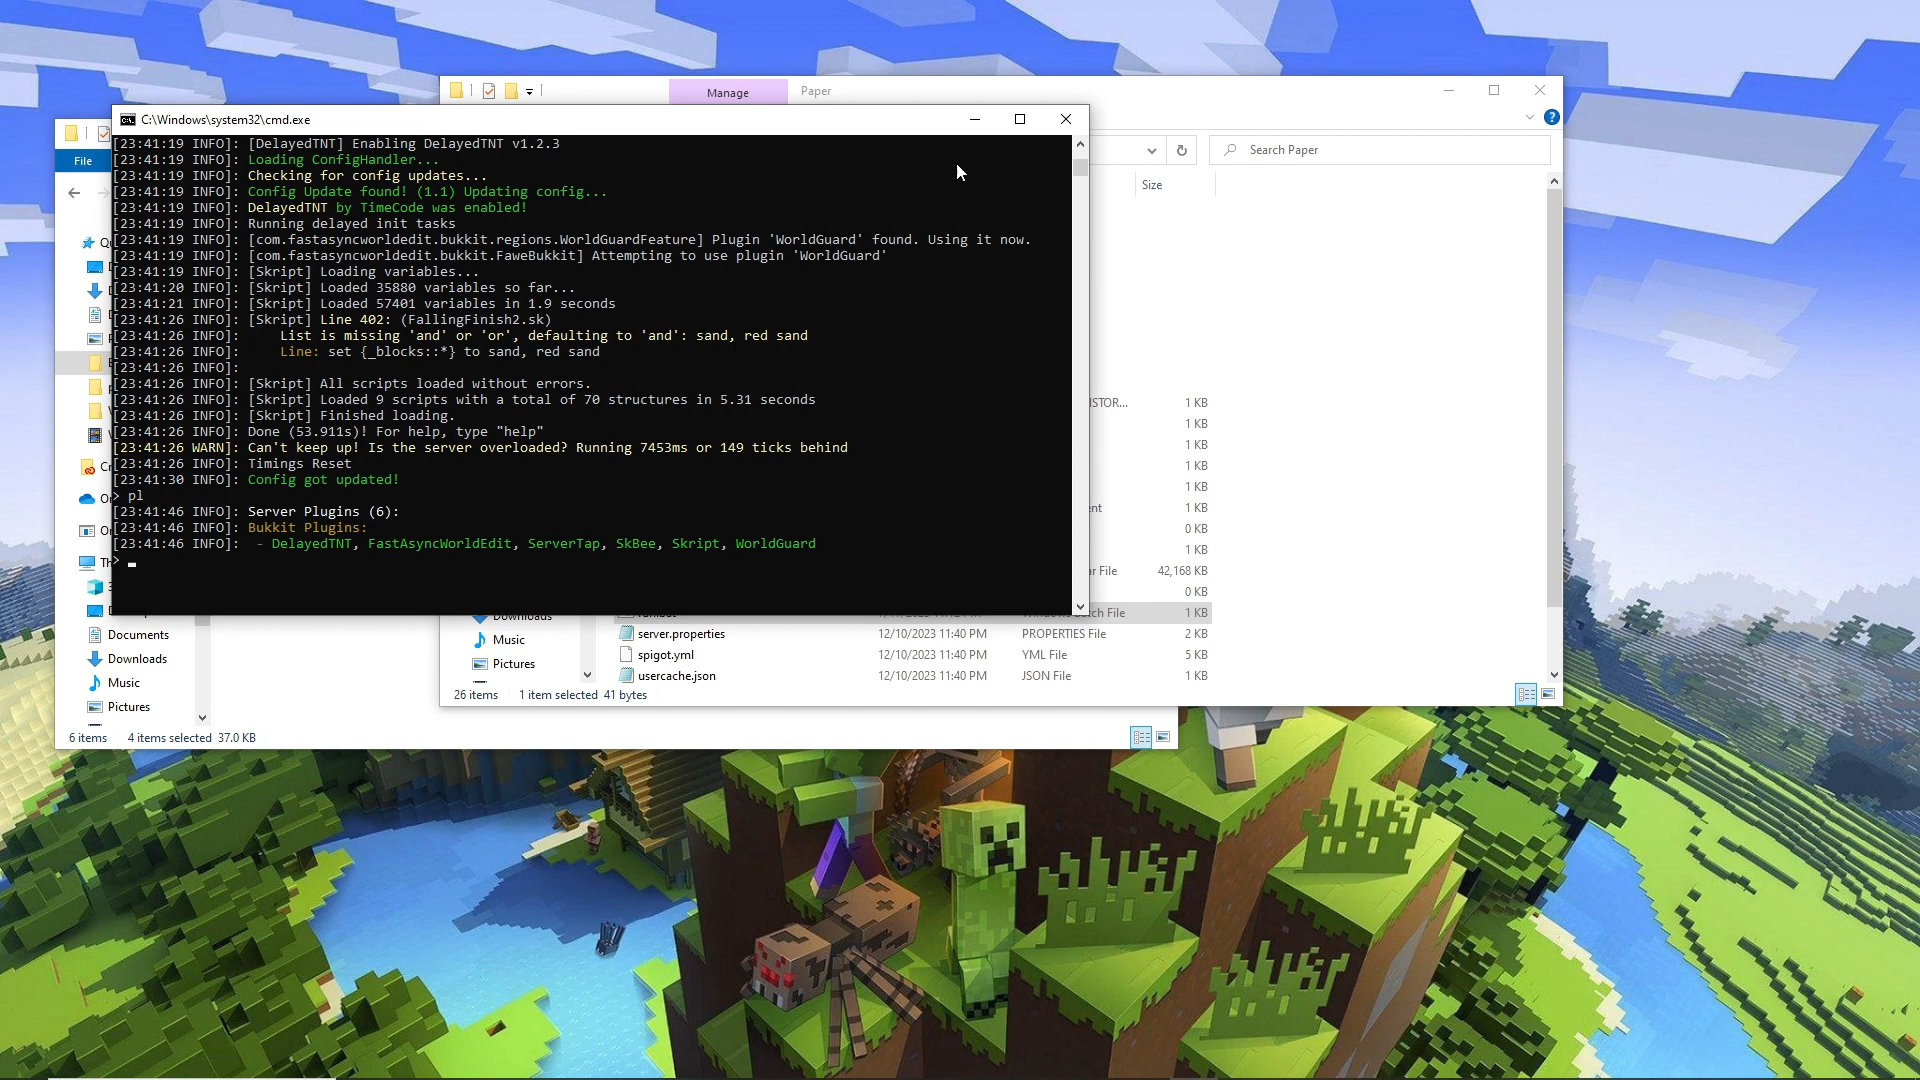 Manage
Paper
C:\Windows\system32\cmd.exe
File
Search Paper
Size
[23:41:19 INFO]: [DelayedTNT] Enabling DelayedTNT v1.2.3
[23:41:19 INFO]: Loading ConfigHandler...
[23:41:19 INFO]: Checking for config updates...
[23:41:19 INFO]: Config Update found! (1.1) Updating config...
[23:41:19 INFO]: DelayedTNT by TimeCode was enabled!
[23:41:19 INFO]: Running delayed init tasks
[23:41:19 INFO]: [com.fastasyncworldedit.bukkit.regions.WorldGuardFeature] Plugin 'WorldGuard' found. Using it now.
[23:41:19 INFO]: [com.fastasyncworldedit.bukkit.FaweBukkit] Attempting to use plugin 'WorldGuard'
[23:41:19 INFO]: [Skript] Loading variables...
[23:41:20 INFO]: [Skript] Loaded 35880 variables so far...
[23:41:21 INFO]: [Skript] Loaded 57401 variables in 1.9 seconds
[23:41:26 INFO]: [Skript] Line 402: (FallingFinish2.sk)
[23:41:26 INFO]: List is missing 'and' or 'or', defaulting to 'and': sand, red sand
[23:41:26 INFO]: Line: set {_blocks::*} to sand, red sand
[23:41:26 INFO]:
[23:41:26 INFO]: [Skript] All scripts loaded without errors.
[23:41:26 INFO]: [Skript] Loaded 9 scripts with a total of 70 structures in 5.31 seconds
[23:41:26 INFO]: [Skript] Finished loading.
[23:41:26 INFO]: Done (53.911s)! For help, type "help"
[23:41:26 WARN]: Can't keep up! Is the server overloaded? Running 7453ms or 149 ticks behind
[23:41:26 INFO]: Timings Reset
[23:41:30 INFO]: Config got updated!
> pl
[23:41:46 INFO]: Server Plugins (6):
[23:41:46 INFO]: Bukkit Plugins:
[23:41:46 INFO]: - DelayedTNT, FastAsyncWorldEdit, ServerTap, SkBee, Skript, WorldGuard
>
ISTOR... 1 KB
1 KB
1 KB
1 KB
1 KB
ent 1 KB
0 KB
1 KB
ar File 42,168 KB
0 KB
tch File 1 KB
Downloads
Music
Pictures
server.properties 12/10/2023 11:40 PM PROPERTIES File 2 KB
spigot.yml 12/10/2023 11:40 PM YML File 5 KB
usercache.json 12/10/2023 11:40 PM JSON File 1 KB
26 items 1 item selected 41 bytes
Documents
Downloads
Music
Pictures
6 items 4 items selected 37.0 KB